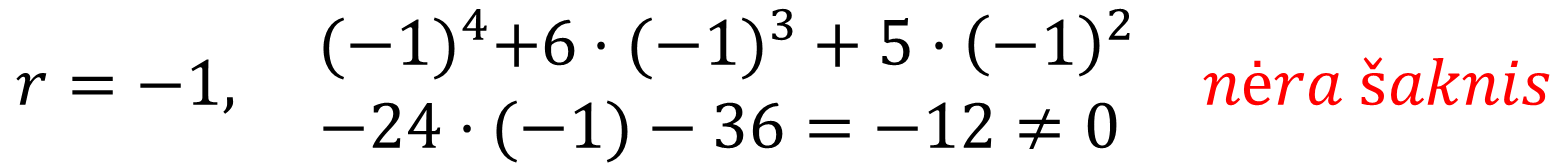 r = −1,
(−1)⁴+6 · (−1)³ + 5 · (−1)²
−24 · (−1) − 36 = −12 ≠ 0
nėra šaknis